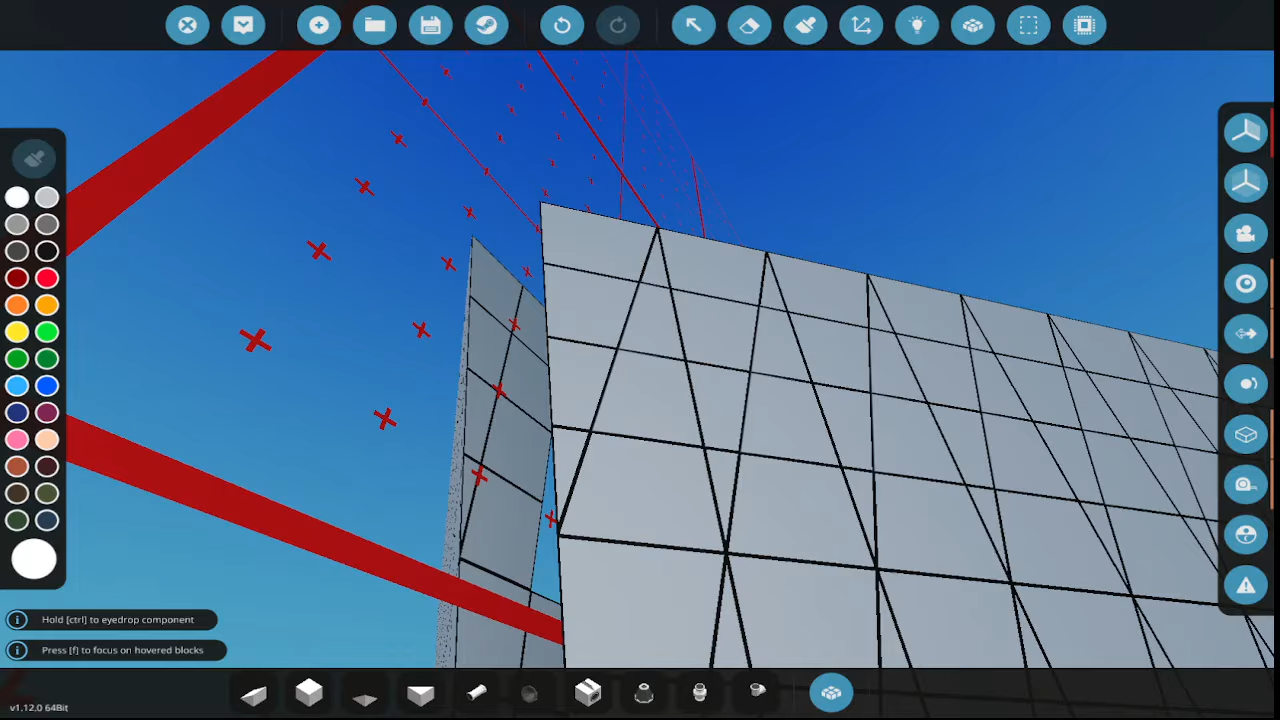 Hold [ctrl] to eyedrop component
Press [f] to focus on hovered blocks
v1.12.0 64Bit